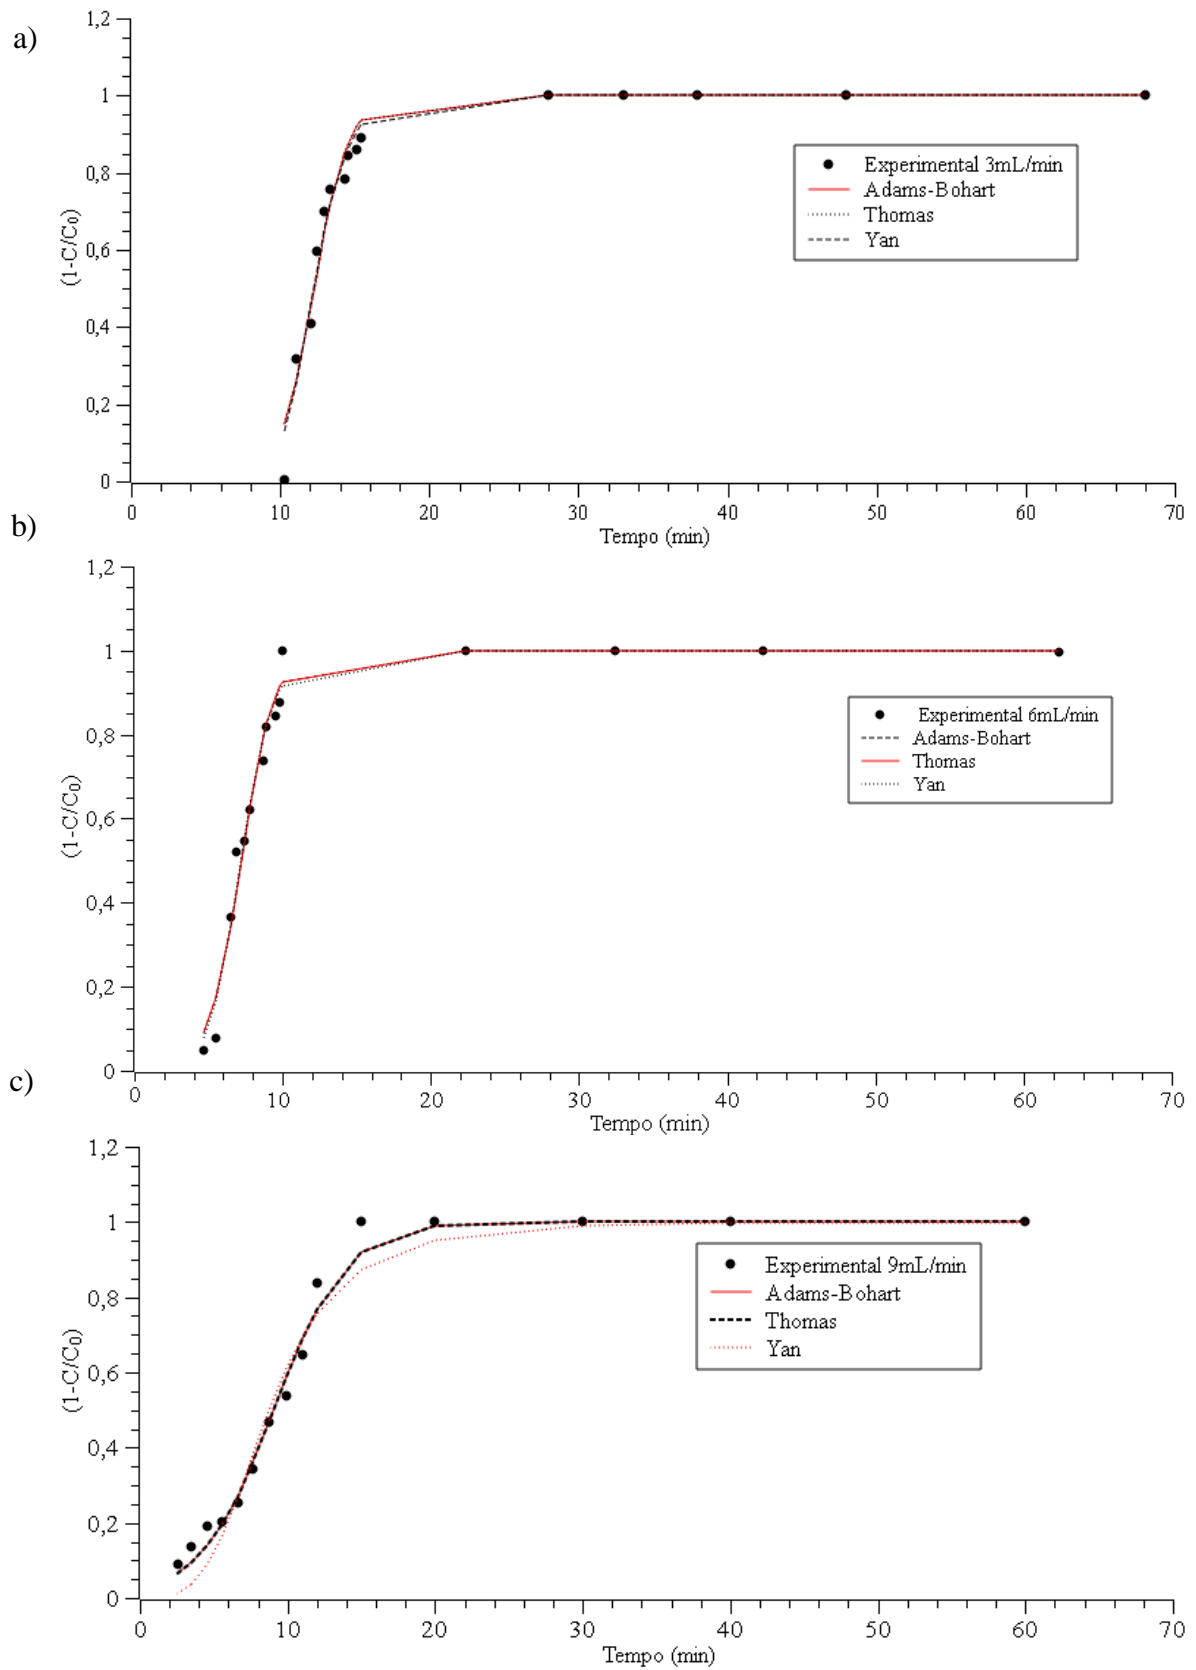 a)
1,2
1
0,8
0,6
0,4
0,2
0
(1-C/C0)
Experimental 3mL/min
Adams-Bohart
Thomas
Yan
0 10 20 30 40 50 60 70
Tempo (min)
b)
1,2
1
0,8
0,6
0,4
0,2
0
(1-C/C0)
Experimental 6mL/min
Adams-Bohart
Thomas
Yan
0 10 20 30 40 50 60 70
Tempo (min)
c)
1,2
1
0,8
0,6
0,4
0,2
0
(1-C/C0)
Experimental 9mL/min
Adams-Bohart
Thomas
Yan
0 10 20 30 40 50 60 70
Tempo (min)